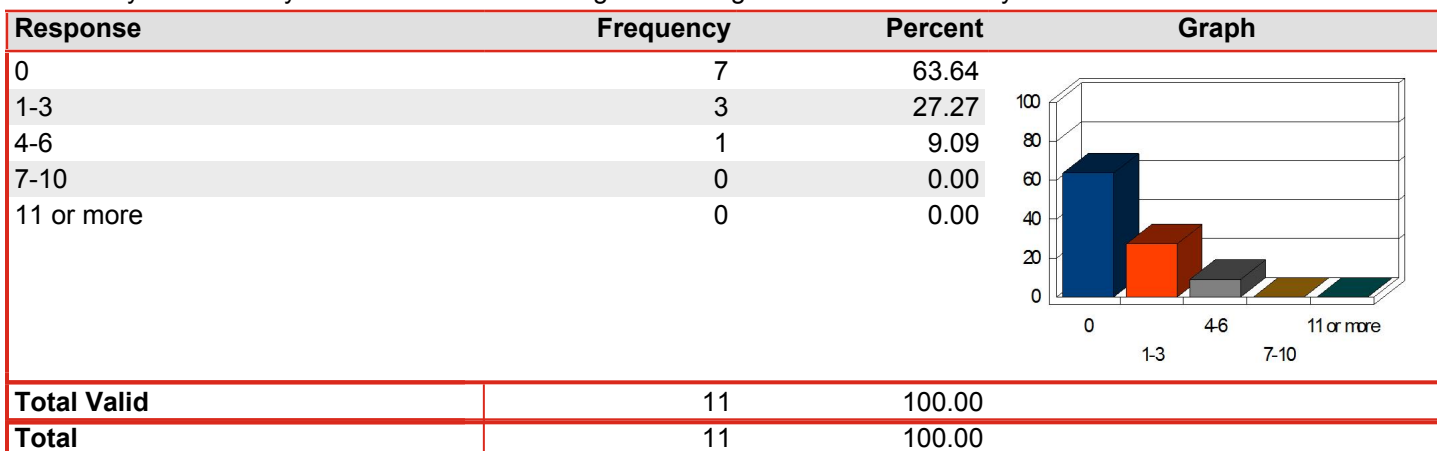 Response Frequency Percent Graph
0 7 63.64
1-3 3 27.27
4-6 1 9.09
7-10 0 0.00
11 or more 0 0.00
100
80
60
40
20
0
0 4-6 11 or more
1-3 7-10
Total Valid 11 100.00
Total 11 100.00